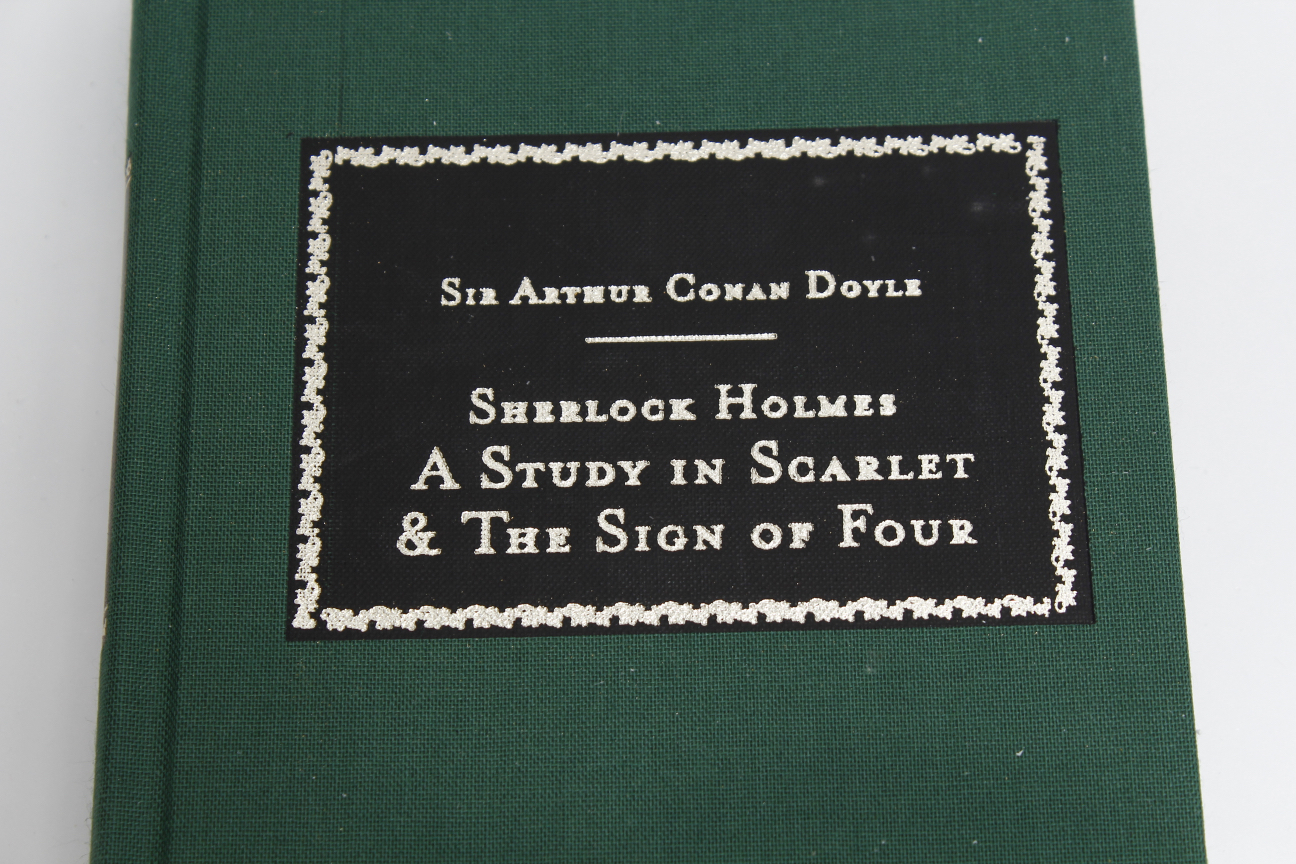 Sir Arthur Conan Doyle
Sherlock Holmes
A Study in Scarlet
& The Sign of Four